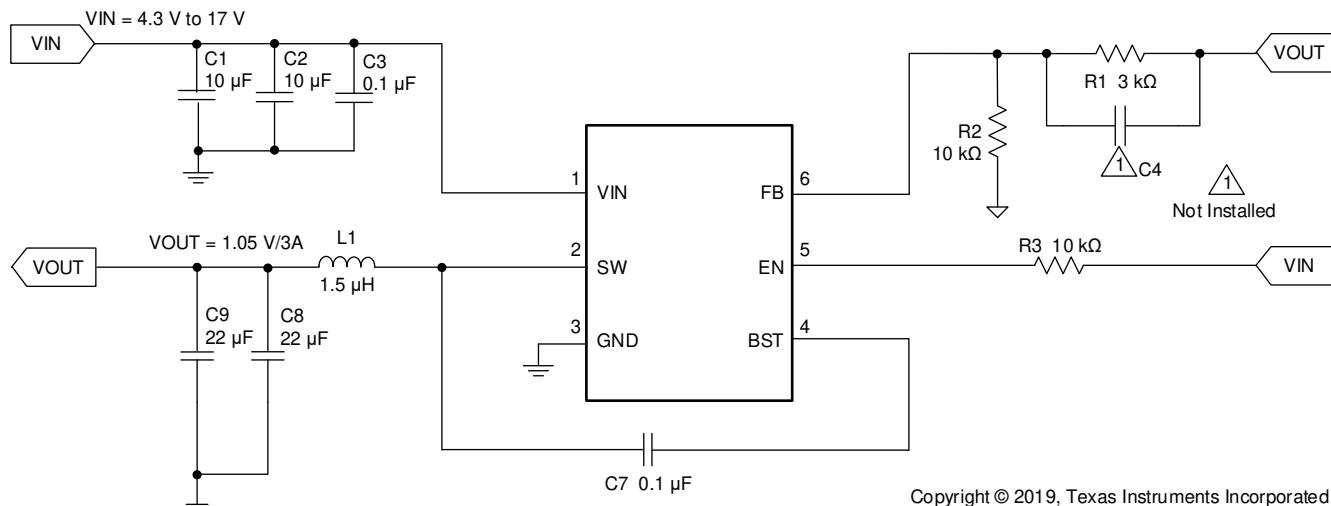 VIN = 4.3 V to 17 V
VIN
C1
10 µF
C2
10 µF
C3
0.1 µF
VOUT
R1 3 kΩ
R2
10 kΩ
1
C4
1
Not Installed
1
VIN
FB
6
VOUT = 1.05 V/3A
L1
1.5 µH
VOUT
2
SW
EN
5
R3 10 kΩ
VIN
C9
22 µF
C8
22 µF
3
GND
BST
4
C7 0.1 µF
Copyright © 2019, Texas Instruments Incorporated